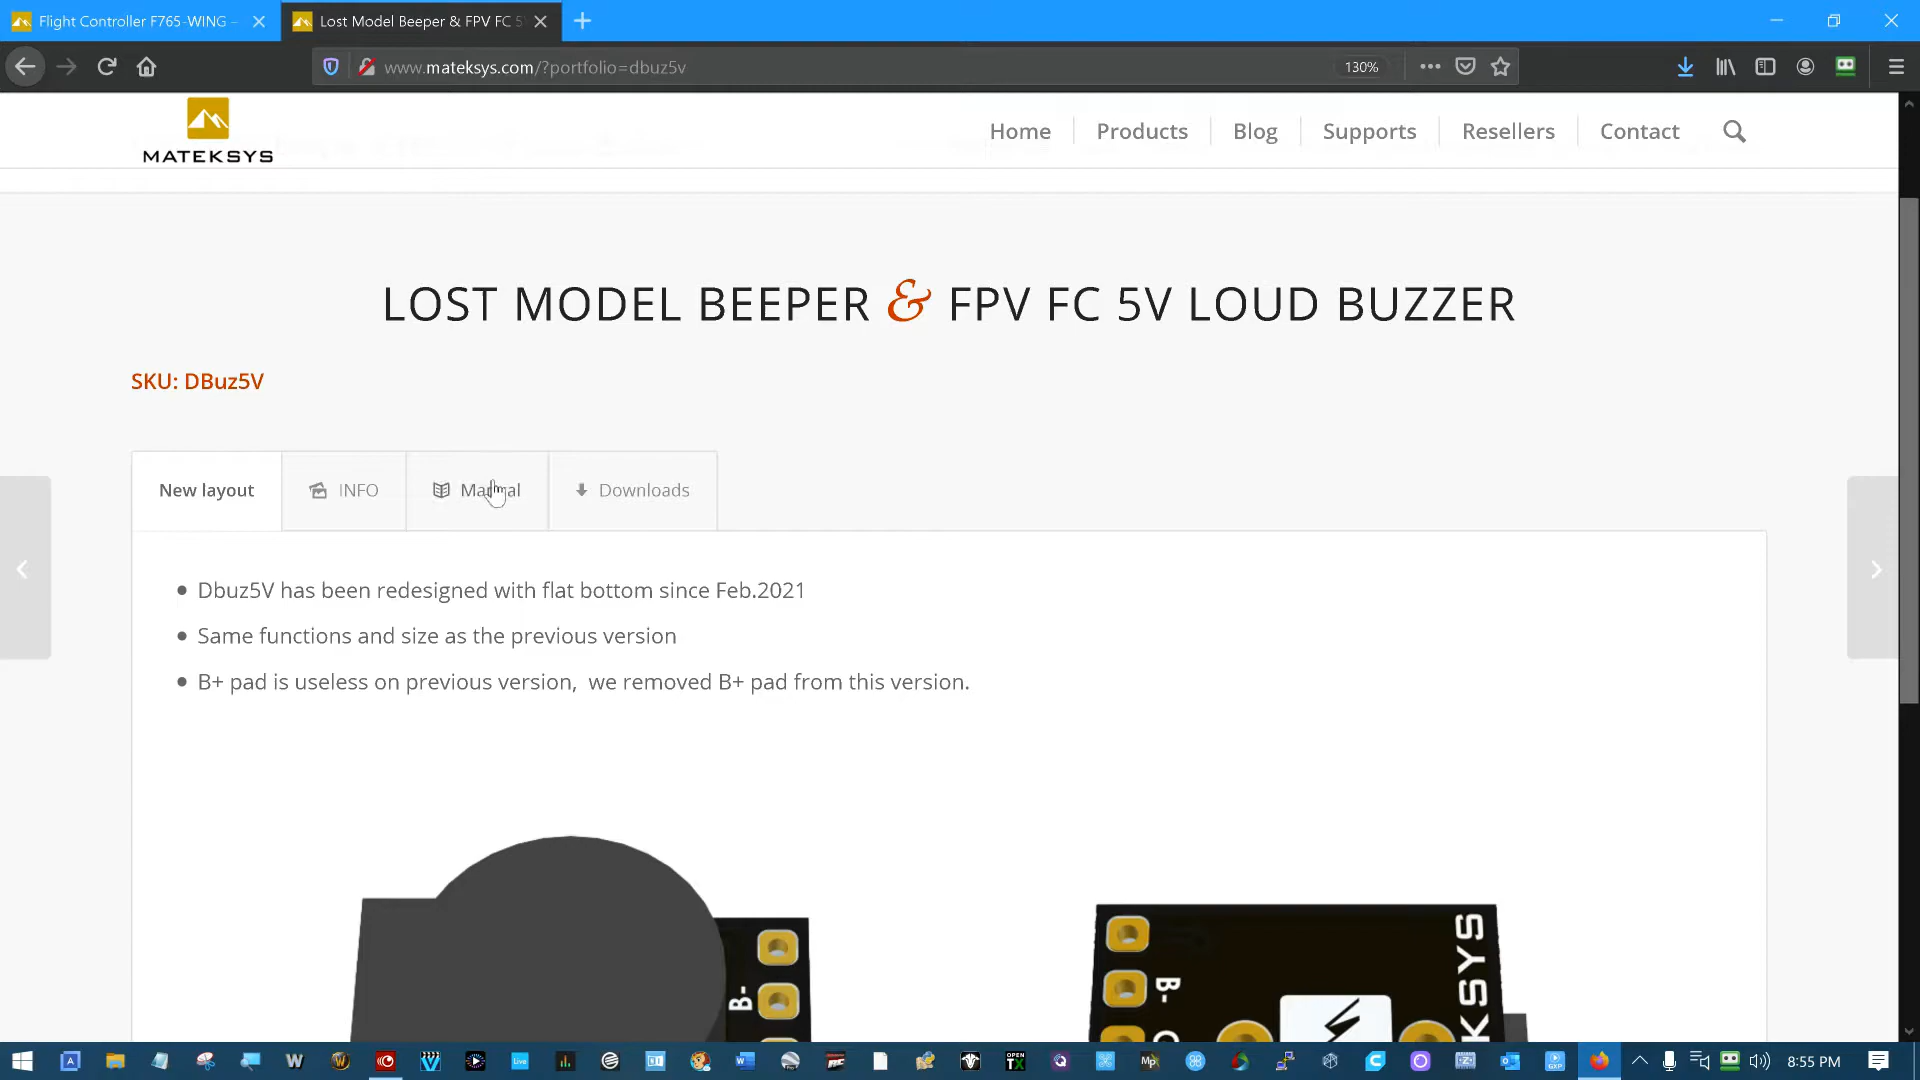 Flight Controller F765-WING –
Lost Model Beeper & FPV FC 5
www.mateksys.com/?portfolio=dbuz5v
130%
MATEKSYS
Home
Products
Blog
Supports
Resellers
Contact
LOST MODEL BEEPER & FPV FC 5V LOUD BUZZER
SKU: DBuz5V
New layout
INFO
Manual
Downloads
Dbuz5V has been redesigned with flat bottom since Feb.2021
Same functions and size as the previous version
B+ pad is useless on previous version, we removed B+ pad from this version.
B-
B-
KSYS
8:55 PM